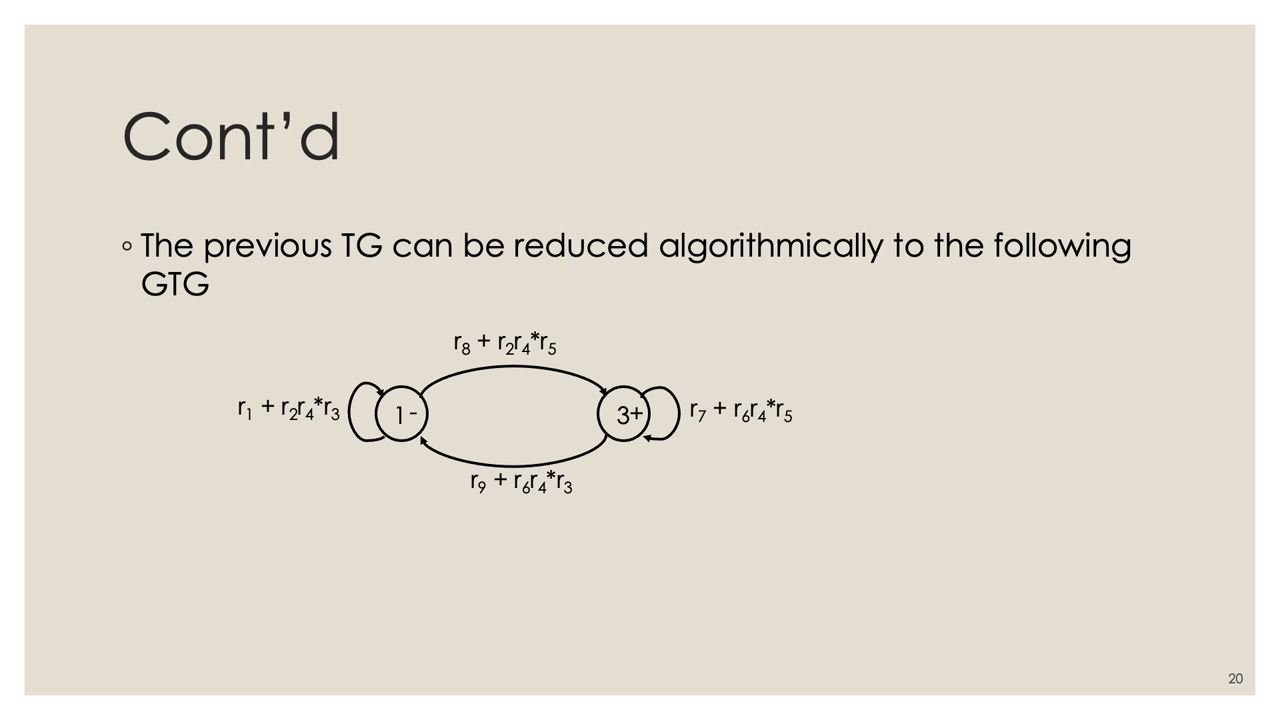 Cont’d
◦ The previous TG can be reduced algorithmically to the following
GTG
r₈ + r₂r₄*r₅
r₁ + r₂r₄*r₃
1-
3+
r₇ + r₆r₄*r₅
r₉ + r₆r₄*r₃
20